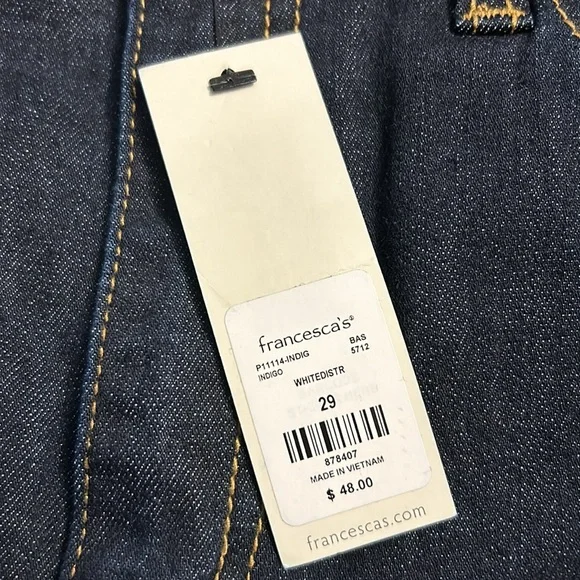 francesca's®
P11114-INDIG BAS
INDIGO 5712
WHITEDISTR
29
878407
MADE IN VIETNAM
$ 48.00
francescas.com